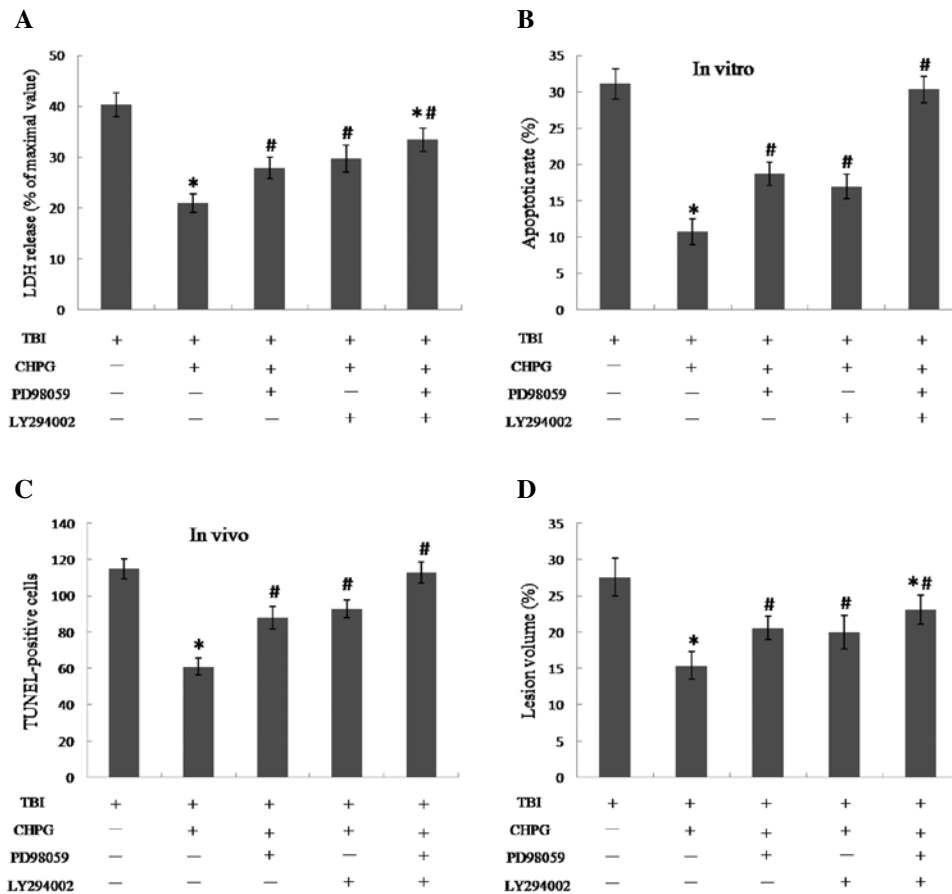 A
LDH release (% of maximal value)
50
40
30
20
10
0
*
#
#
*#
TBI + + + + +
CHPG — + + + +
PD98059 — — + — +
LY294002 — — — + +
B
In vitro
Apoptotic rate (%)
35
30
25
20
15
10
5
0
*
#
#
#
TBI + + + + +
CHPG — + + + +
PD98059 — — + — +
LY294002 — — — + +
C
In vivo
TUNEL-positive cells
140
120
100
80
60
40
20
0
*
#
#
#
TBI + + + + +
CHPG — + + + +
PD98059 — — + — +
LY294002 — — — + +
D
Lesion volume (%)
35
30
25
20
15
10
5
0
*
#
#
*#
TBI + + + + +
CHPG — + + + +
PD98059 — — + — +
LY294002 — — — + +